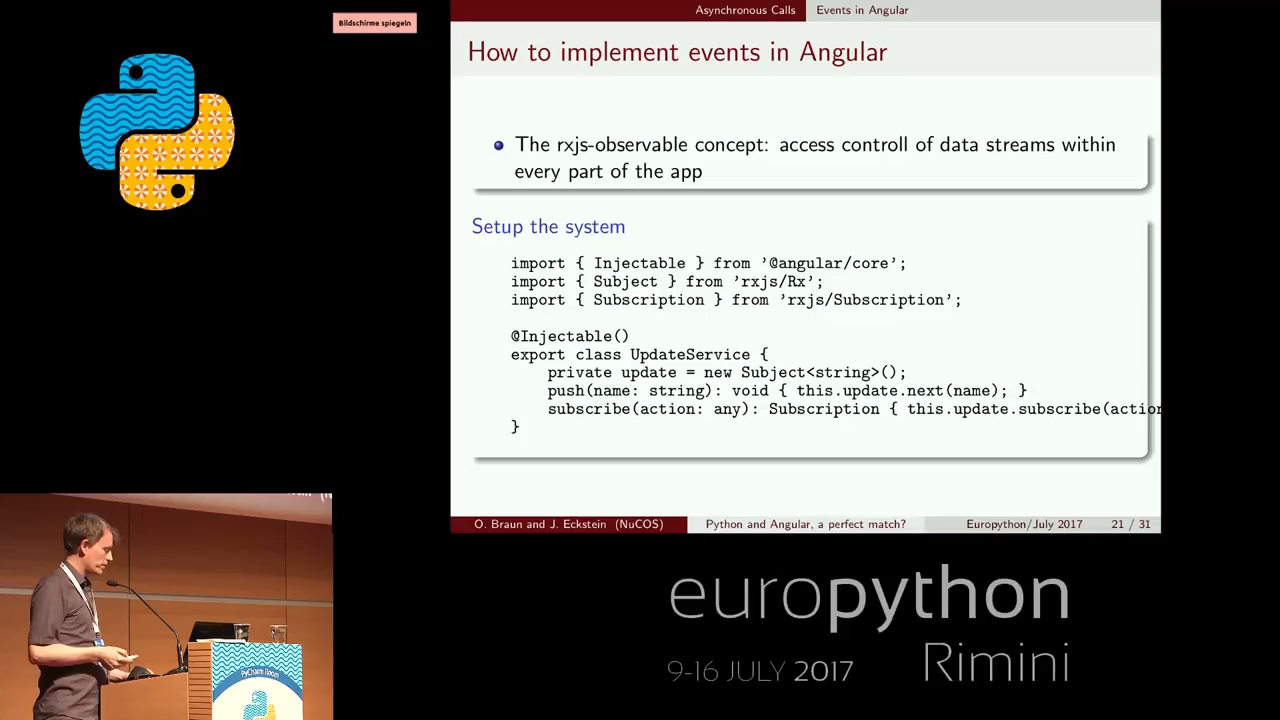 Bildschirme spiegeln
Asynchronous Calls Events in Angular
How to implement events in Angular
The rxjs-observable concept: access controll of data streams within
every part of the app
Setup the system
import { Injectable } from '@angular/core';
import { Subject } from 'rxjs/Rx';
import { Subscription } from 'rxjs/Subscription';
@Injectable()
export class UpdateService {
private update = new Subject<string>();
push(name: string): void { this.update.next(name); }
subscribe(action: any): Subscription { this.update.subscribe(action
}
O. Braun and J. Eckstein (NuCOS) Python and Angular, a perfect match? Europython/July 2017 21 / 31
PyCharm Room
europython
Rimini
9-16 JULY 2017